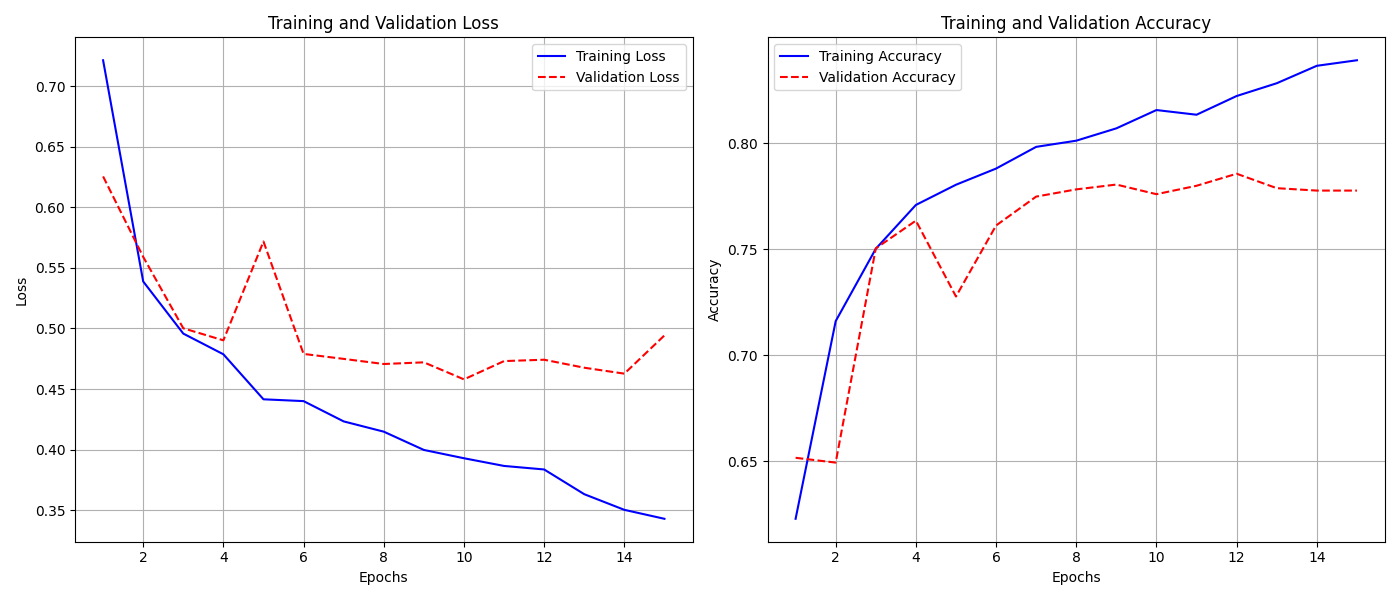 Training and Validation Loss
Training Loss
Validation Loss
0.70
0.65
0.60
0.55
0.50
0.45
0.40
0.35
Loss
2 4 6 8 10 12 14
Epochs
Training and Validation Accuracy
Training Accuracy
Validation Accuracy
0.80
0.75
0.70
0.65
Accuracy
2 4 6 8 10 12 14
Epochs